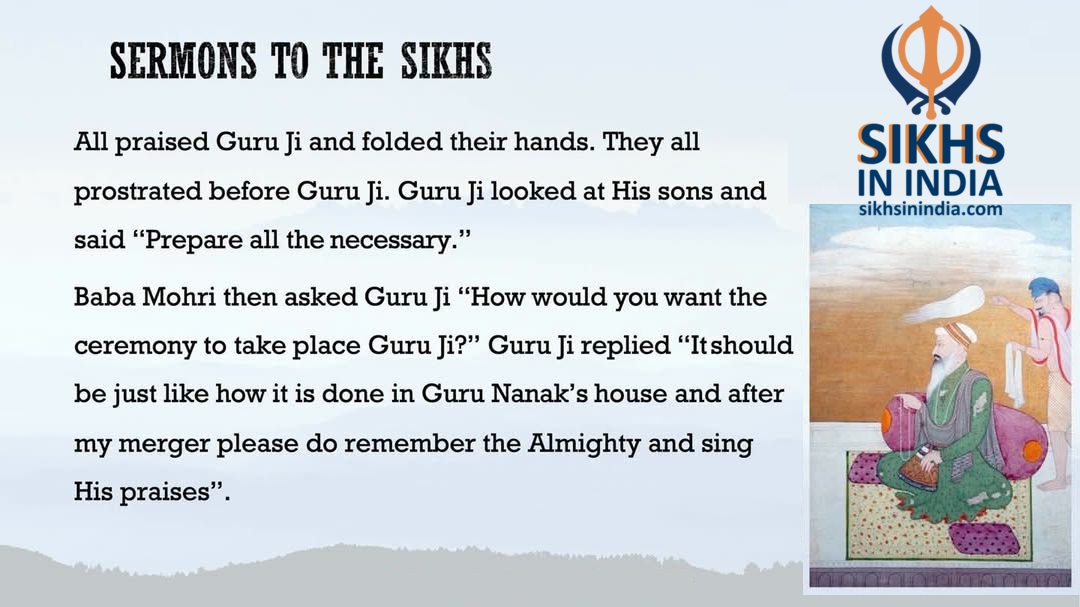 SERMONS TO THE SIKHS
All praised Guru Ji and folded their hands. They all
prostrated before Guru Ji. Guru Ji looked at His sons and
said “Prepare all the necessary.”
Baba Mohri then asked Guru Ji “How would you want the
ceremony to take place Guru Ji?” Guru Ji replied “It should
be just like how it is done in Guru Nanak’s house and after
my merger please do remember the Almighty and sing
His praises”.
SIKHS
IN INDIA
sikhsinindia.com